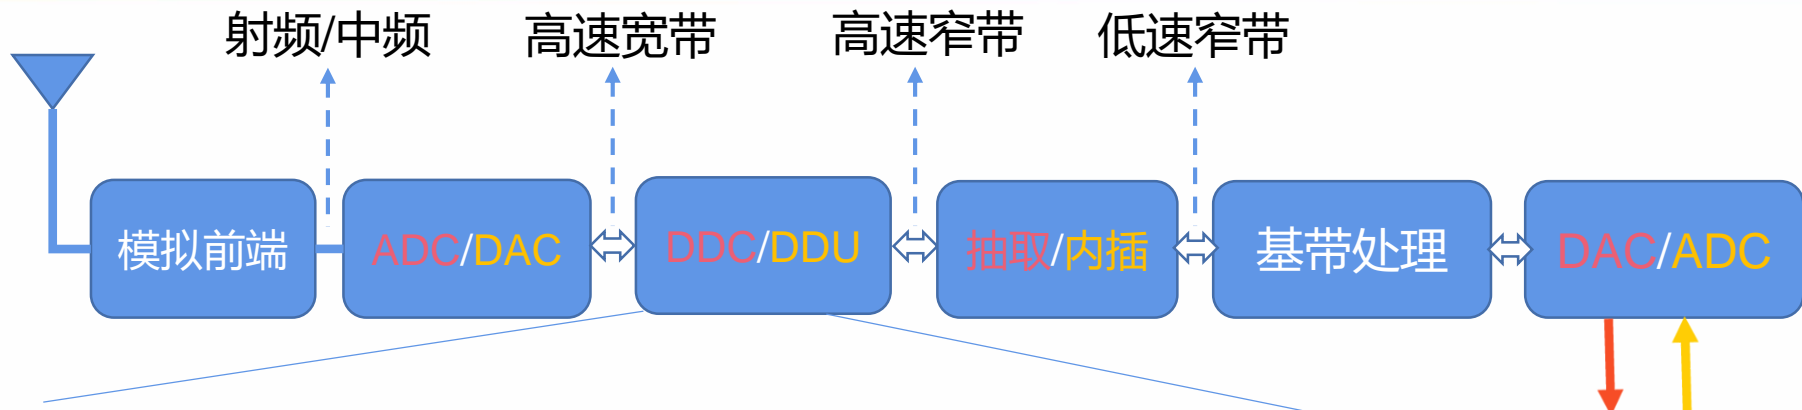 射频/中频
高速宽带
高速窄带
低速窄带
模拟前端
ADC/DAC
DDC/DDU
抽取/内插
基带处理
DAC/ADC